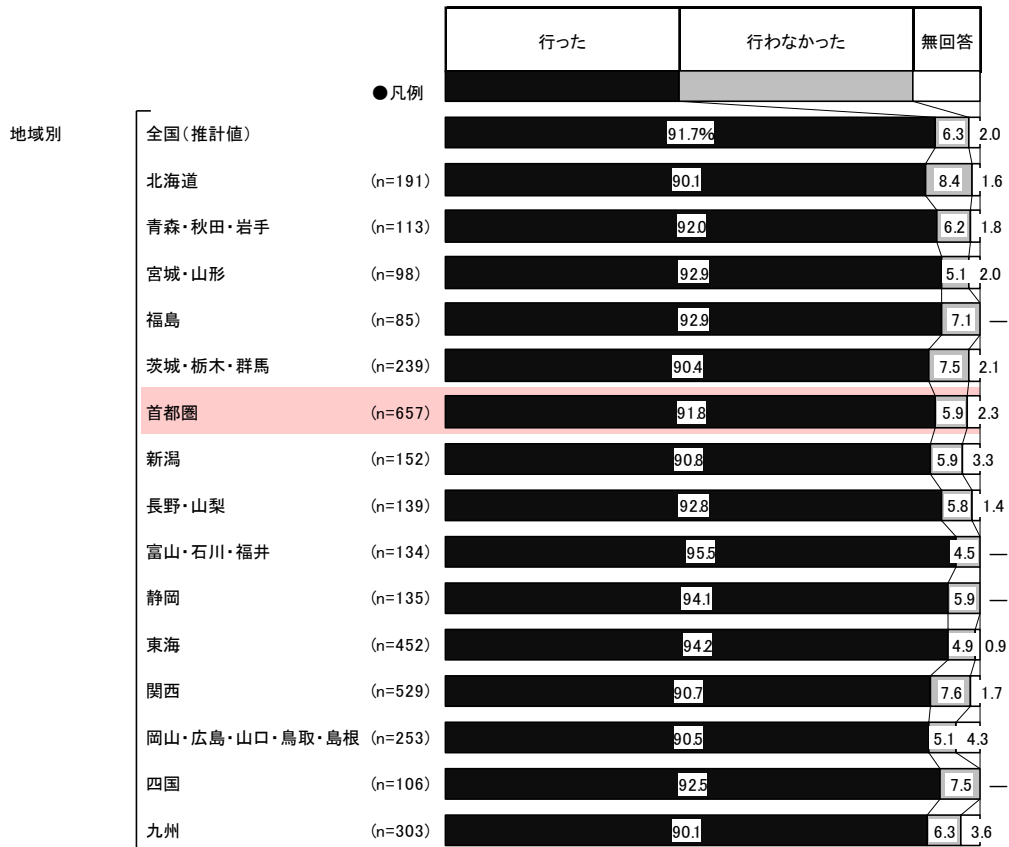 行った 行わなかった 無回答
●凡例
地域別 全国(推計値) 91.7% 6.3 2.0
北海道 (n=191) 90.1 8.4 1.6
青森・秋田・岩手 (n=113) 92.0 6.2 1.8
宮城・山形 (n=98) 92.9 5.1 2.0
福島 (n=85) 92.9 7.1 —
茨城・栃木・群馬 (n=239) 90.4 7.5 2.1
首都圏 (n=657) 91.8 5.9 2.3
新潟 (n=152) 90.8 5.9 3.3
長野・山梨 (n=139) 92.8 5.8 1.4
富山・石川・福井 (n=134) 95.5 4.5 —
静岡 (n=135) 94.1 5.9 —
東海 (n=452) 94.2 4.9 0.9
関西 (n=529) 90.7 7.6 1.7
岡山・広島・山口・鳥取・島根 (n=253) 90.5 5.1 4.3
四国 (n=106) 92.5 7.5 —
九州 (n=303) 90.1 6.3 3.6